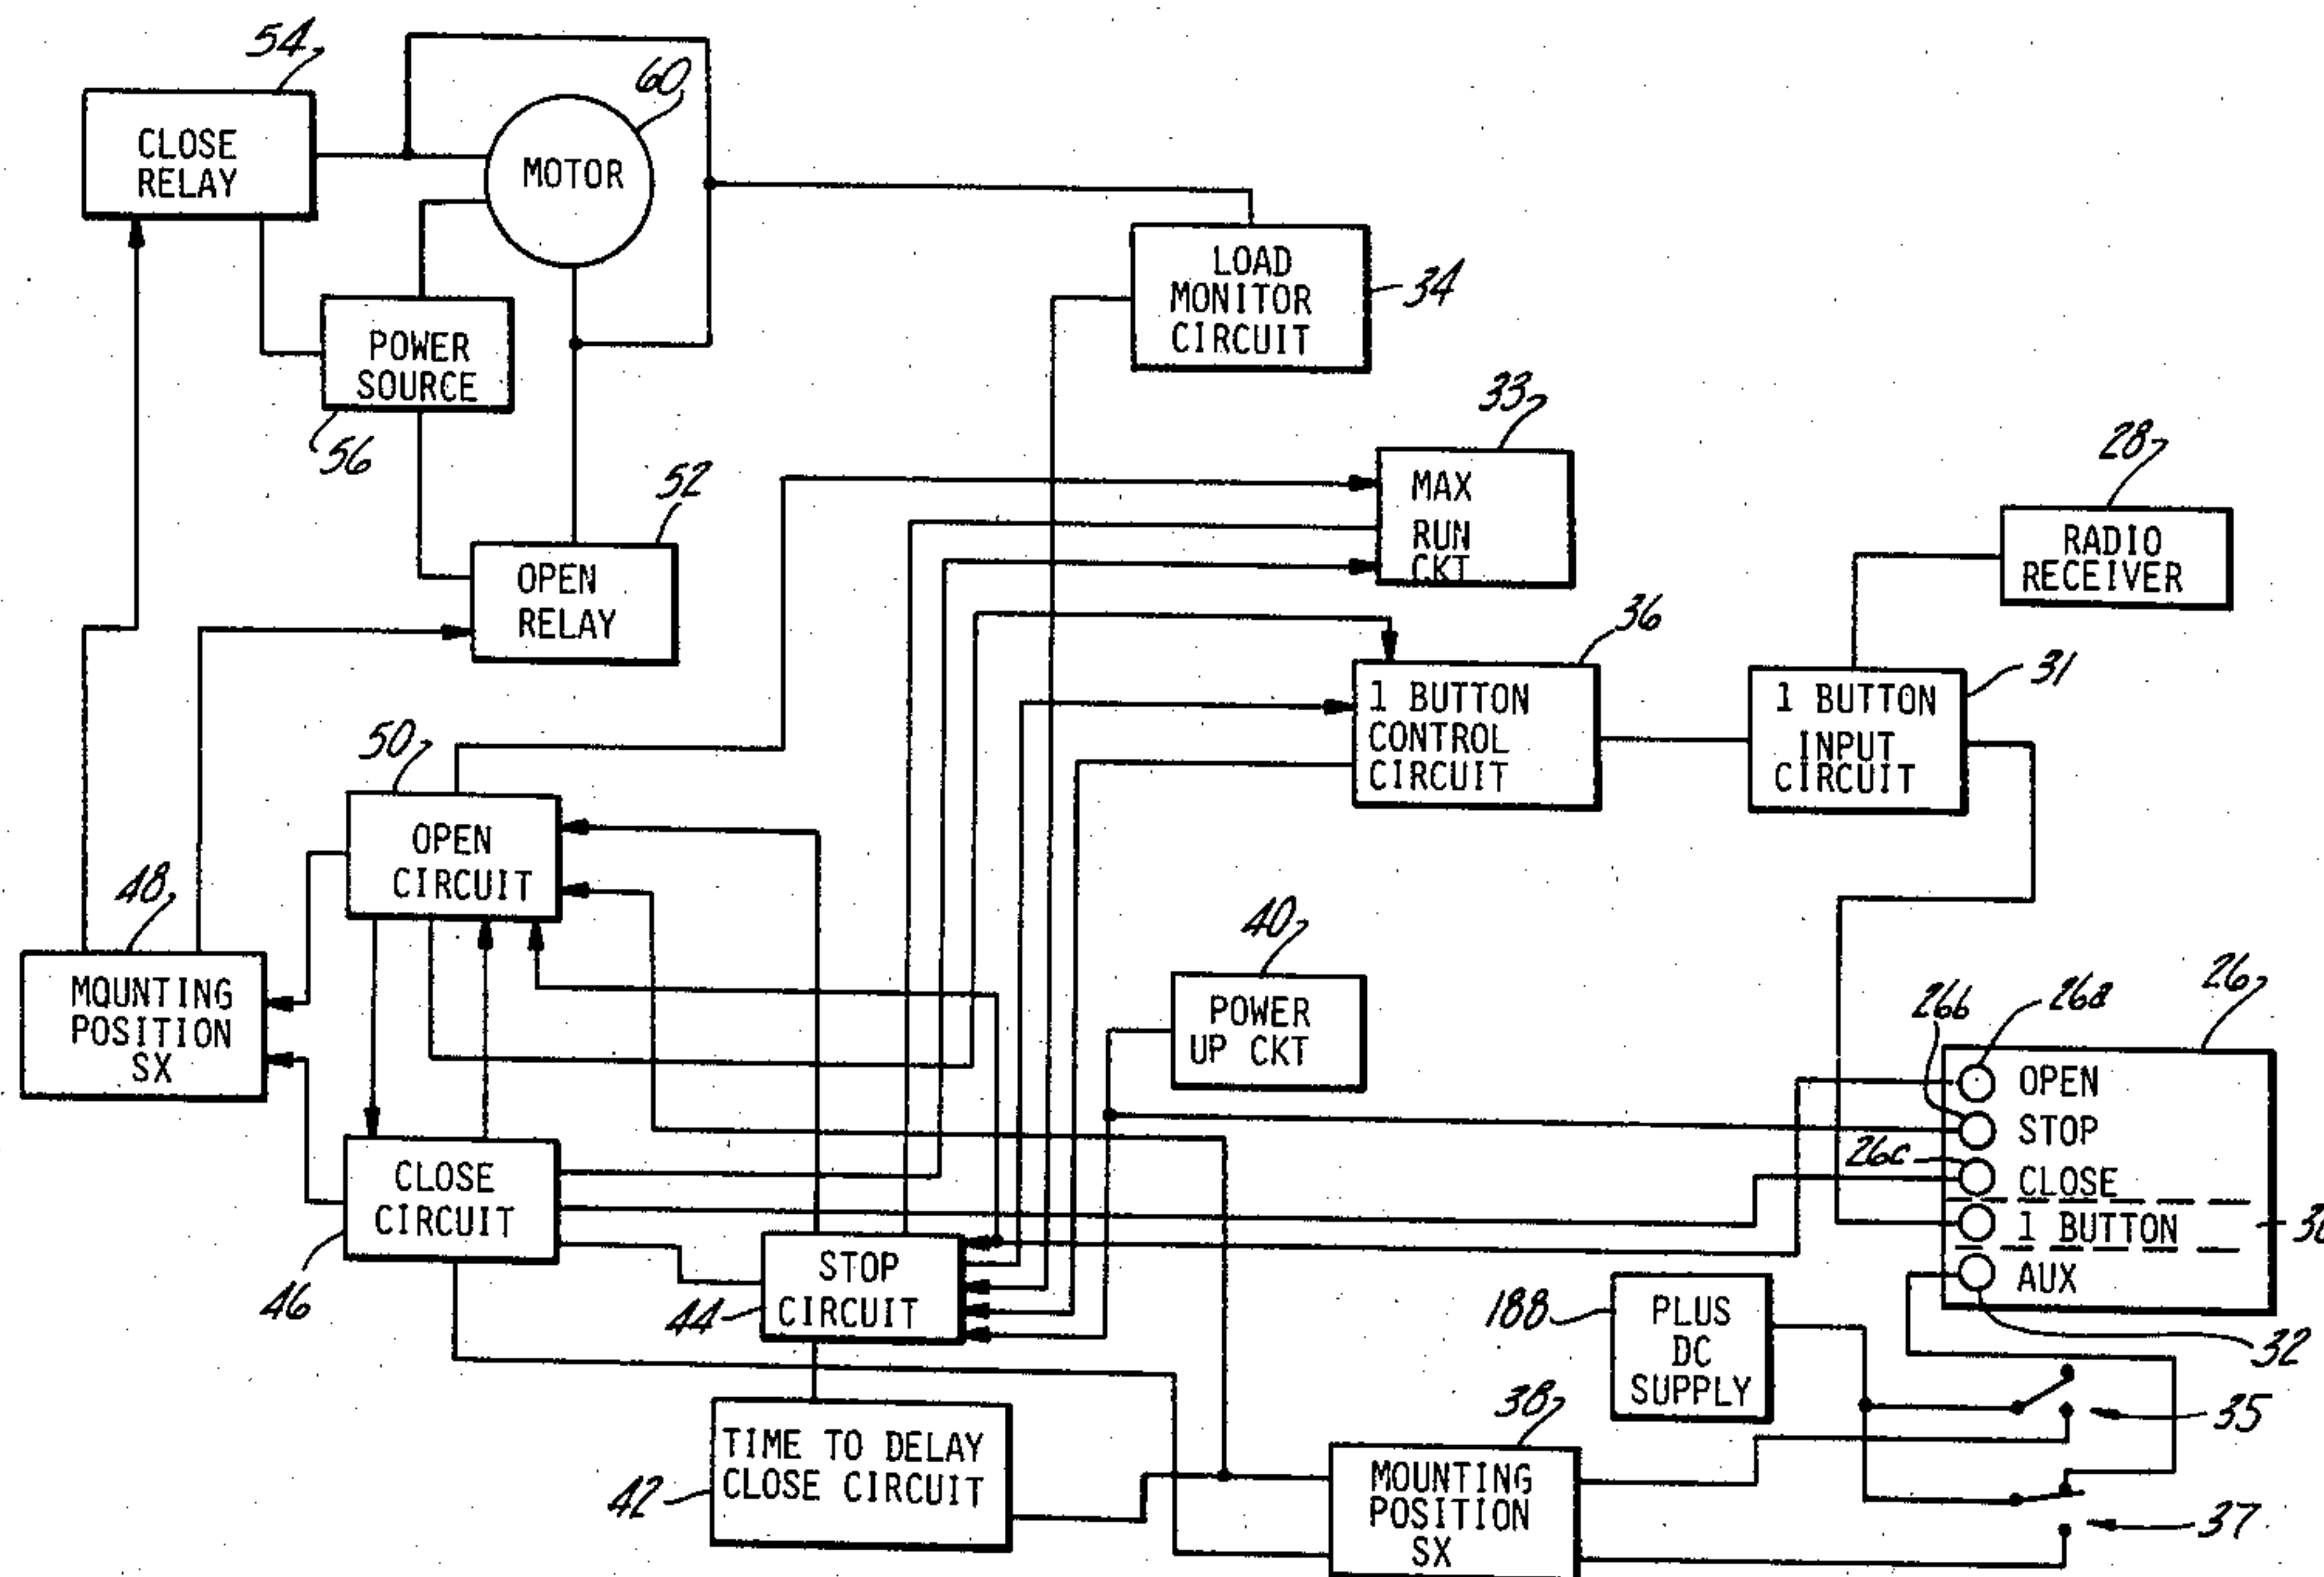 54
60
CLOSE
RELAY
MOTOR
LOAD
MONITOR
CIRCUIT
34
POWER
SOURCE
56
33
MAX
RUN
CKT
28
RADIO
RECEIVER
52
OPEN
RELAY
36
1 BUTTON
CONTROL
CIRCUIT
31
1 BUTTON
INPUT
CIRCUIT
50
OPEN
CIRCUIT
48
MOUNTING
POSITION
SX
40
POWER
UP CKT
26
26a
26b
26c
OPEN
STOP
CLOSE
1 BUTTON
AUX
32
CLOSE
CIRCUIT
46
STOP
CIRCUIT
44
188
PLUS
DC
SUPPLY
35
37
TIME TO DELAY
CLOSE CIRCUIT
42
38
MOUNTING
POSITION
SX